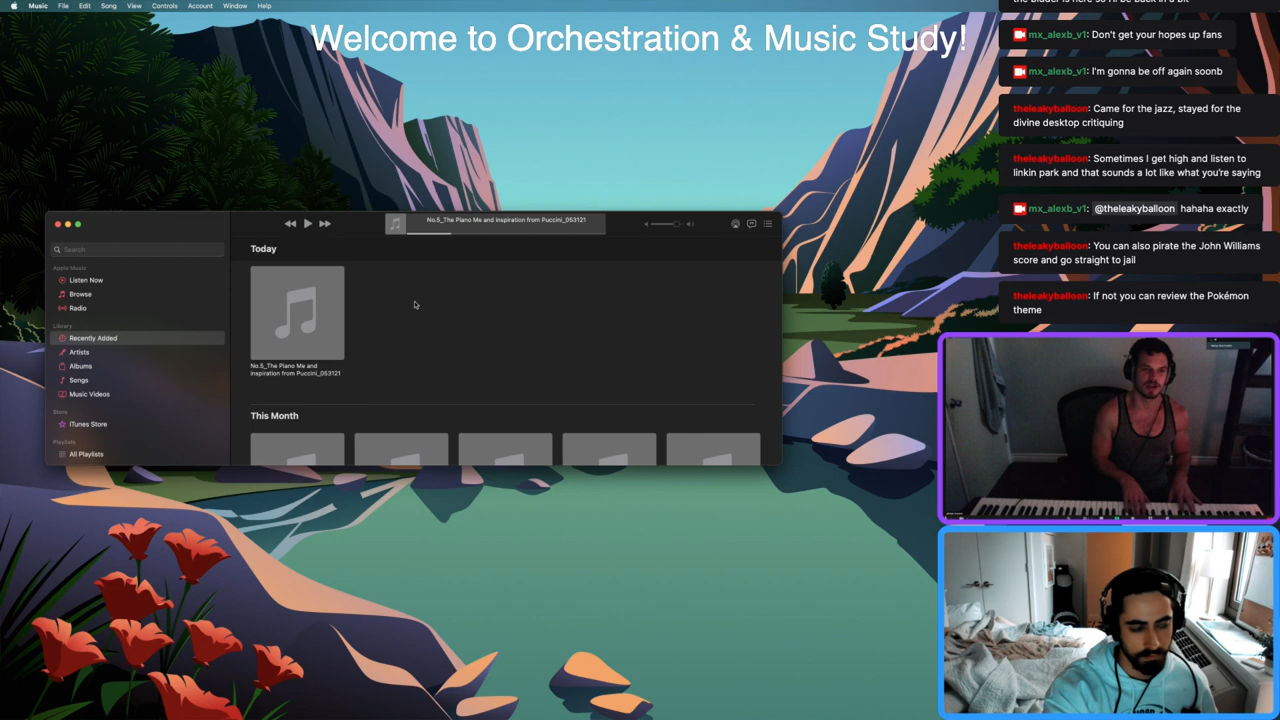 Music File Edit Song View Controls Account Window Help
Welcome to Orchestration & Music Study!
No.5_The Piano Me and inspiration from Puccini_053121
Search
Apple Music
Listen Now
Browse
Radio
Library
Recently Added
Artists
Albums
Songs
Music Videos
Store
iTunes Store
Playlists
All Playlists
Today
No.5_The Piano Me and
inspiration from Puccini_053121
This Month
mx_alexb_v1: Don't get your hopes up fans
mx_alexb_v1: I'm gonna be off again soonb
theleakyballoon: Came for the jazz, stayed for the
divine desktop critiquing
theleakyballoon: Sometimes I get high and listen to
linkin park and that sounds a lot like what you're saying
mx_alexb_v1: @theleakyballoon hahaha exactly
theleakyballoon: You can also pirate the John Williams
score and go straight to jail
theleakyballoon: If not you can review the Pokémon
theme